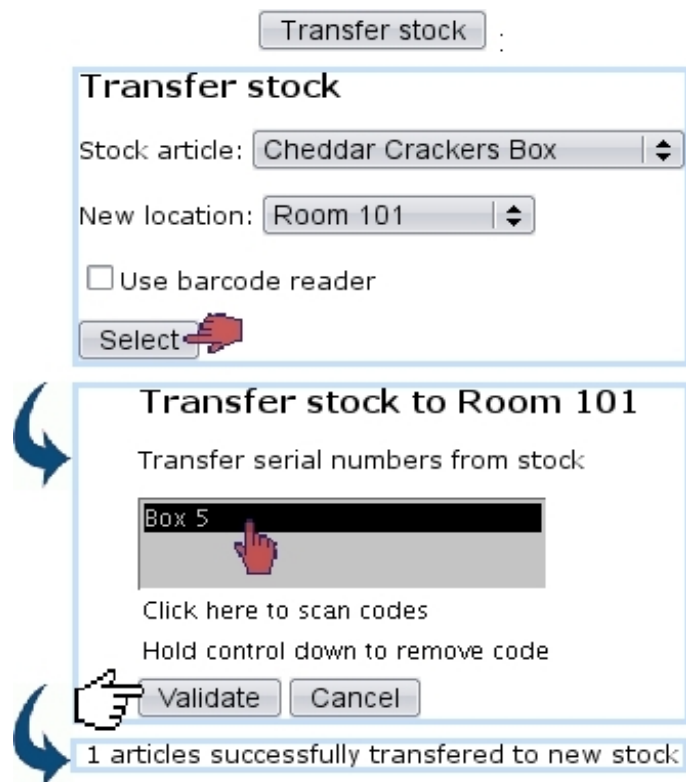 Transfer stock :
Transfer stock
Stock article: Cheddar Crackers Box
New location: Room 101
Use barcode reader
Select
Transfer stock to Room 101
Transfer serial numbers from stock
Box 5
Click here to scan codes
Hold control down to remove code
Validate Cancel
1 articles successfully transfered to new stock